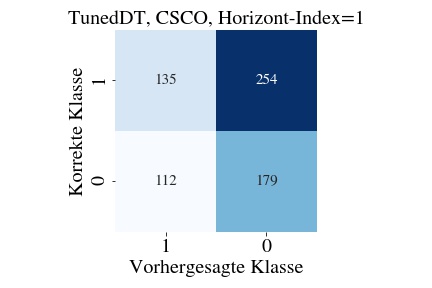 TunedDT, CSCO, Horizont-Index=1
Korrekte Klasse
1
135
254
0
112
179
1
0
Vorhergesagte Klasse